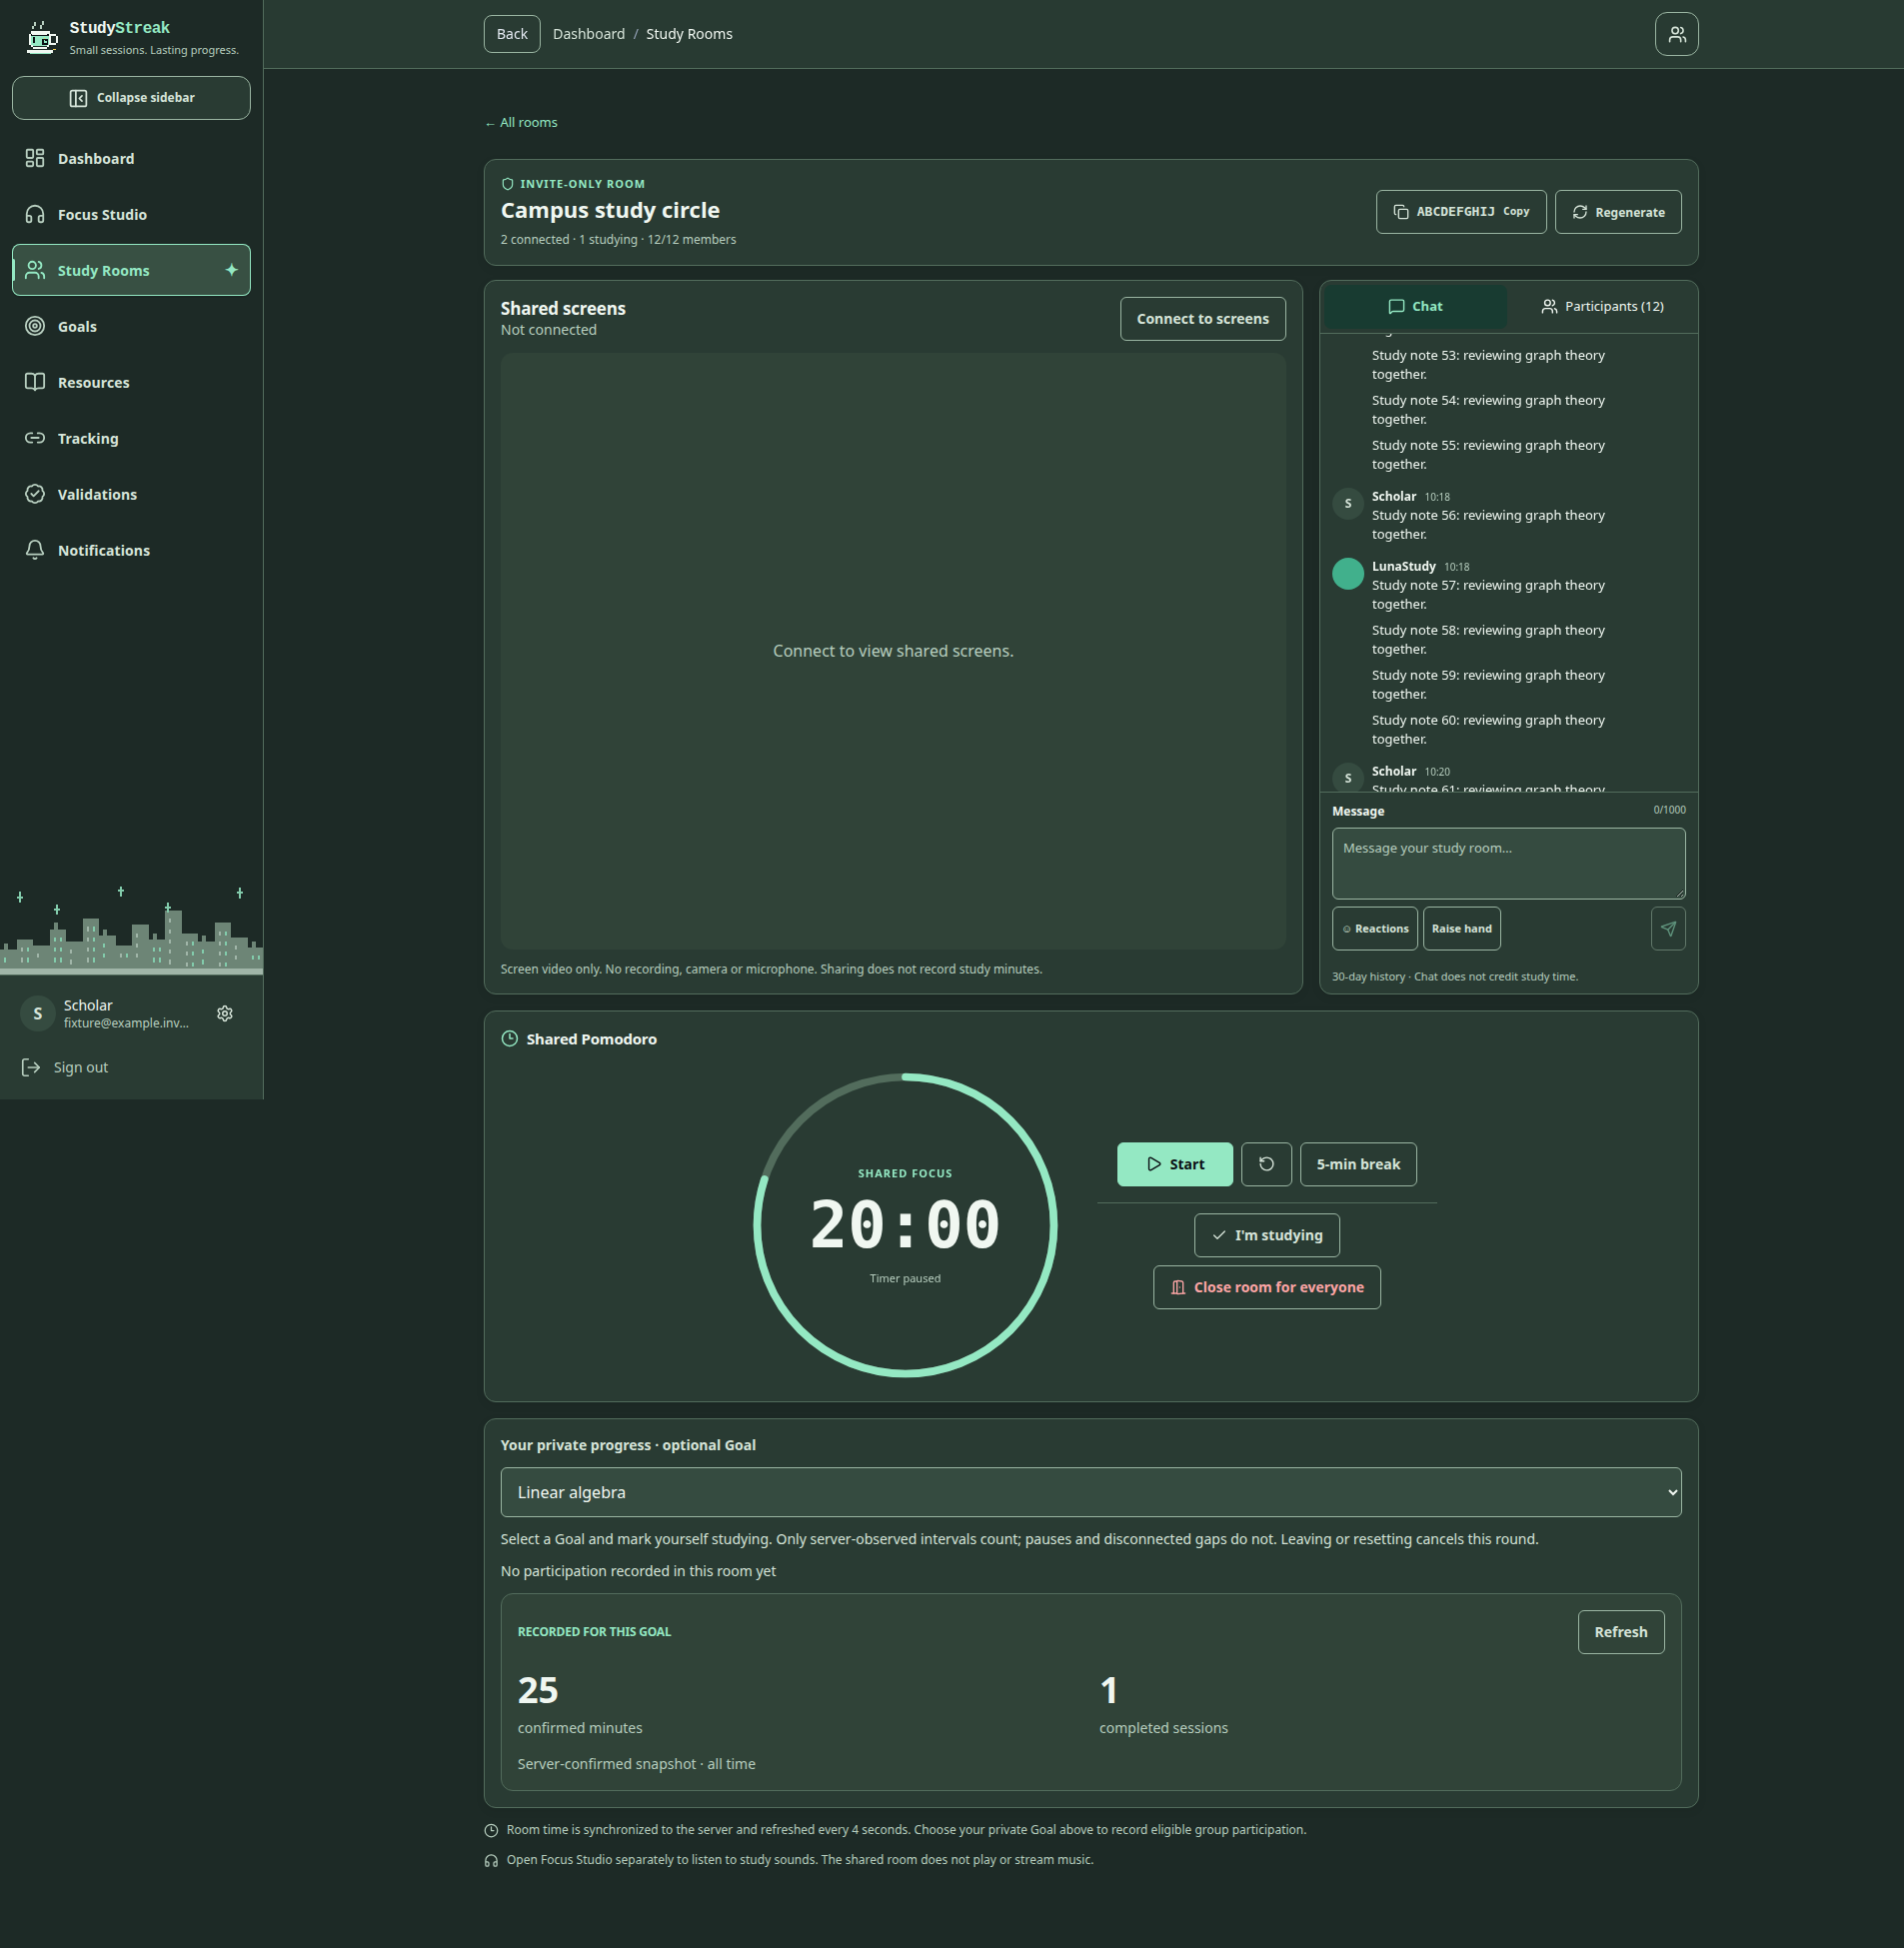 StudyStreak
Small sessions. Lasting progress.
Collapse sidebar
Dashboard
Focus Studio
Study Rooms
Goals
Resources
Tracking
Validations
Notifications
S
Scholar
fixture@example.inv...
Sign out
Back
Dashboard / Study Rooms
← All rooms
INVITE-ONLY ROOM
Campus study circle
2 connected · 1 studying · 12/12 members
ABCDEFGHIJ Copy
Regenerate
Shared screens
Not connected
Connect to screens
Connect to view shared screens.
Screen video only. No recording, camera or microphone. Sharing does not record study minutes.
Chat
Participants (12)
Study note 53: reviewing graph theory
together.
Study note 54: reviewing graph theory
together.
Study note 55: reviewing graph theory
together.
S
Scholar 10:18
Study note 56: reviewing graph theory
together.
LunaStudy 10:18
Study note 57: reviewing graph theory
together.
Study note 58: reviewing graph theory
together.
Study note 59: reviewing graph theory
together.
Study note 60: reviewing graph theory
together.
S
Scholar 10:20
Study note 61: reviewing graph theory
Message
0/1000
Message your study room...
☺ Reactions
Raise hand
30-day history · Chat does not credit study time.
Shared Pomodoro
SHARED FOCUS
20:00
Timer paused
Start
5-min break
I'm studying
Close room for everyone
Your private progress · optional Goal
Linear algebra
Select a Goal and mark yourself studying. Only server-observed intervals count; pauses and disconnected gaps do not. Leaving or resetting cancels this round.
No participation recorded in this room yet
RECORDED FOR THIS GOAL
Refresh
25
confirmed minutes
1
completed sessions
Server-confirmed snapshot · all time
Room time is synchronized to the server and refreshed every 4 seconds. Choose your private Goal above to record eligible group participation.
Open Focus Studio separately to listen to study sounds. The shared room does not play or stream music.